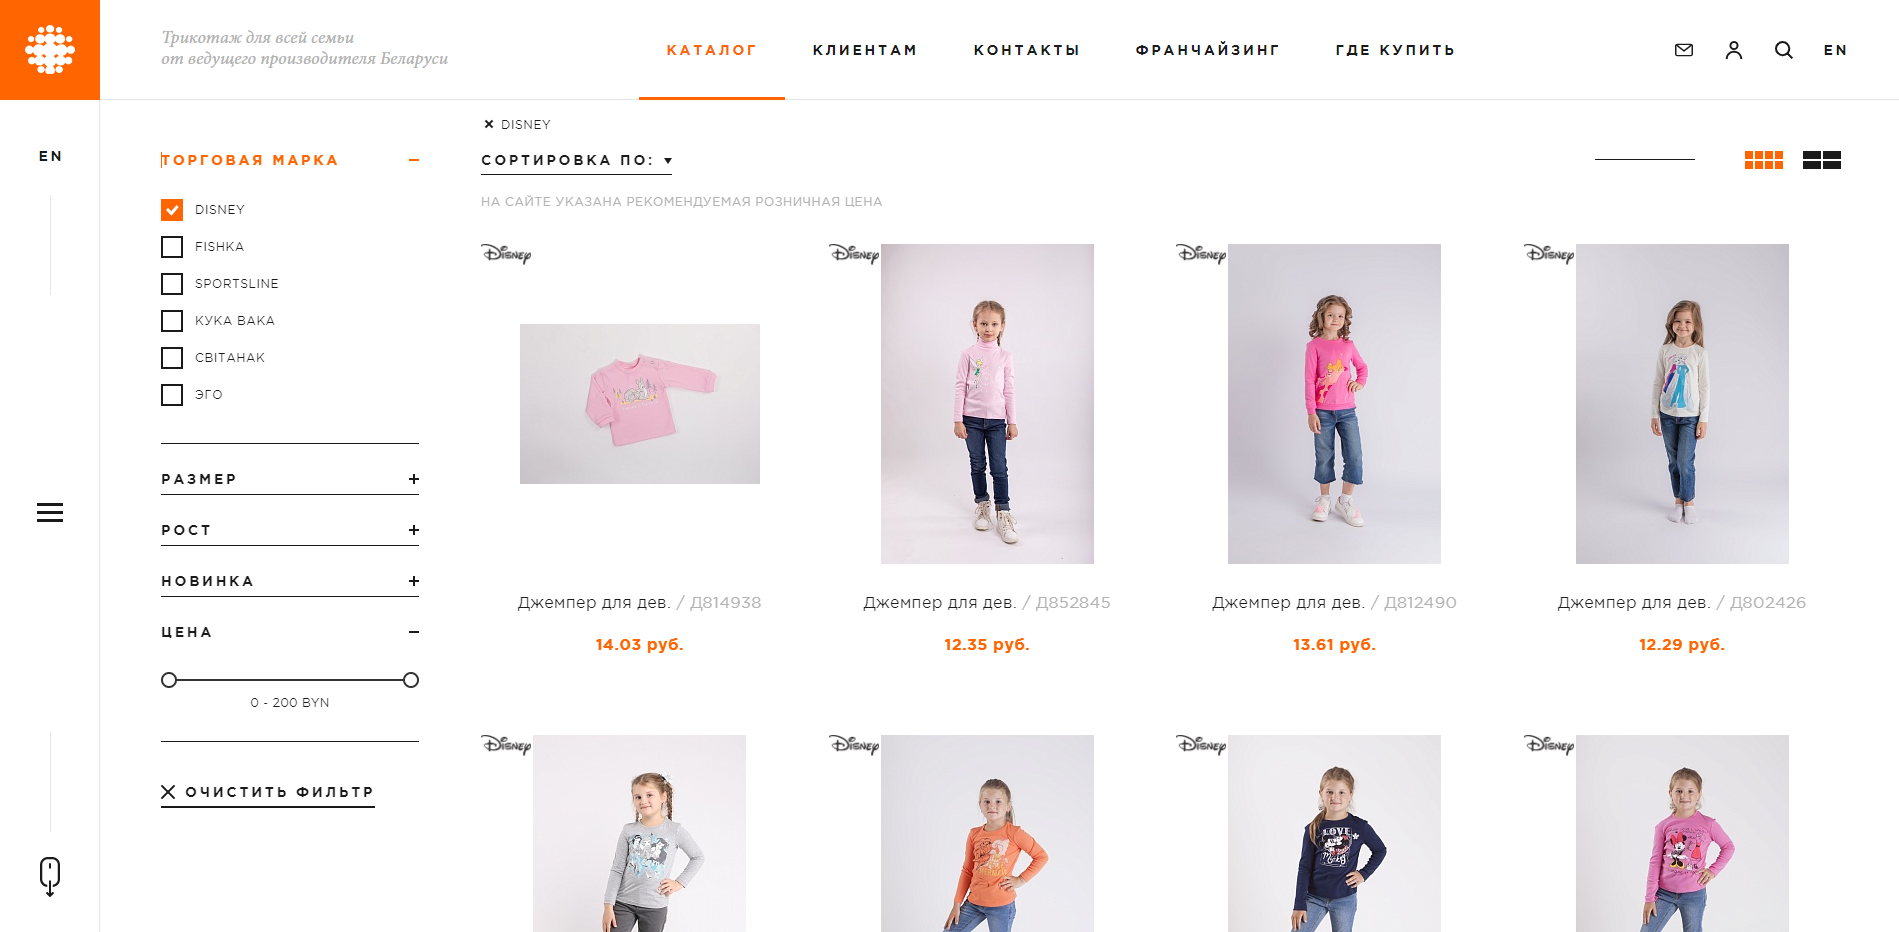 Трикотаж для всей семьи
от ведущего производителя Беларуси
КАТАЛОГ
КЛИЕНТАМ
КОНТАКТЫ
ФРАНЧАЙЗИНГ
ГДЕ КУПИТЬ
EN
EN
ТОРГОВАЯ МАРКА
DISNEY
FISHKA
SPORTSLINE
КУКА ВАКА
СВІТАНАК
ЭГО
РАЗМЕР
РОСТ
НОВИНКА
ЦЕНА
0 - 200 BYN
ОЧИСТИТЬ ФИЛЬТР
DISNEY
СОРТИРОВКА ПО:
НА САЙТЕ УКАЗАНА РЕКОМЕНДУЕМАЯ РОЗНИЧНАЯ ЦЕНА
Disney
Disney
Disney
Disney
Джемпер для дев. / Д814938
14.03 руб.
Джемпер для дев. / Д852845
12.35 руб.
Джемпер для дев. / Д812490
13.61 руб.
Джемпер для дев. / Д802426
12.29 руб.
Disney
Disney
Disney
Disney
LOVE